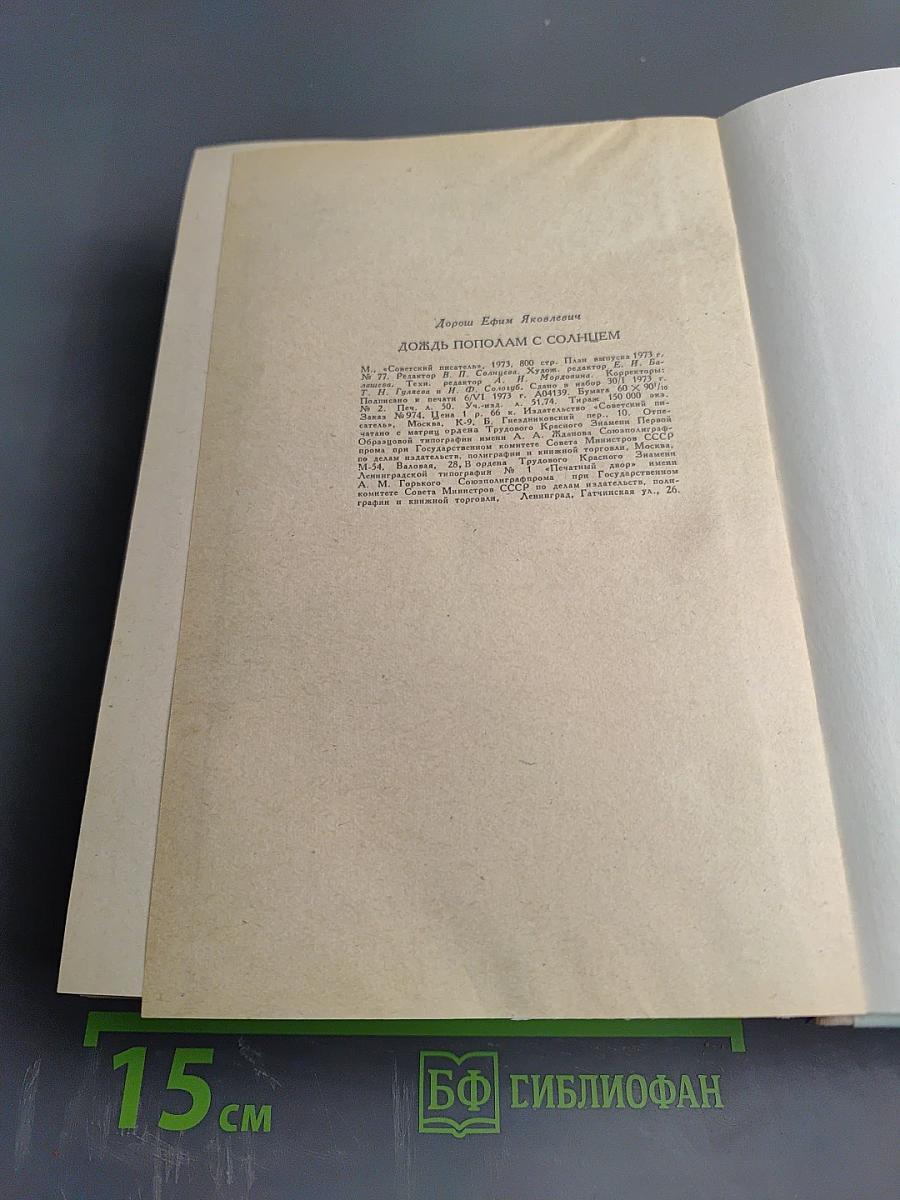 Дорош Ефим Яковлевич
ДОЖДЬ ПОПОЛАМ С СОЛНЦЕМ
М., «Советский писатель», 1973, 800 стр. План выпуска 1973 г.
№ 77. Редактор В. П. Солнцева. Худож. редактор Е. И. Ба-
лашева. Техн. редактор А. И. Мордовина. Корректоры:
Т. Н. Гуляева и И. Ф. Сологуб. Сдано в набор 30/I 1973 г.
Подписано к печати 6/VI 1973 г. А04139. Бумага 60×90¹/₁₆
№ 2. Печ. л. 50. Уч.-изд. л. 51,74. Тираж 150 000 экз.
Заказ № 974. Цена 1 р. 66 к. Издательство «Советский пи-
сатель», Москва, К-9, Б. Гнездниковский пер., 10. Отпе-
чатано с матриц ордена Трудового Красного Знамени Первой
Образцовой типографии имени А. А. Жданова Союзполиграф-
прома при Государственном комитете Совета Министров СССР
по делам издательств, полиграфии и книжной торговли, Москва,
М-54, Валовая, 28, В ордена Трудового Красного Знамени
Ленинградской типографии № 1 «Печатный двор» имени
А. М. Горького Союзполиграфпрома при Государственном
комитете Совета Министров СССР по делам издательств, поли-
графии и книжной торговли, Ленинград, Гатчинская ул., 26.
15 см
БФ БИБЛИОФАН